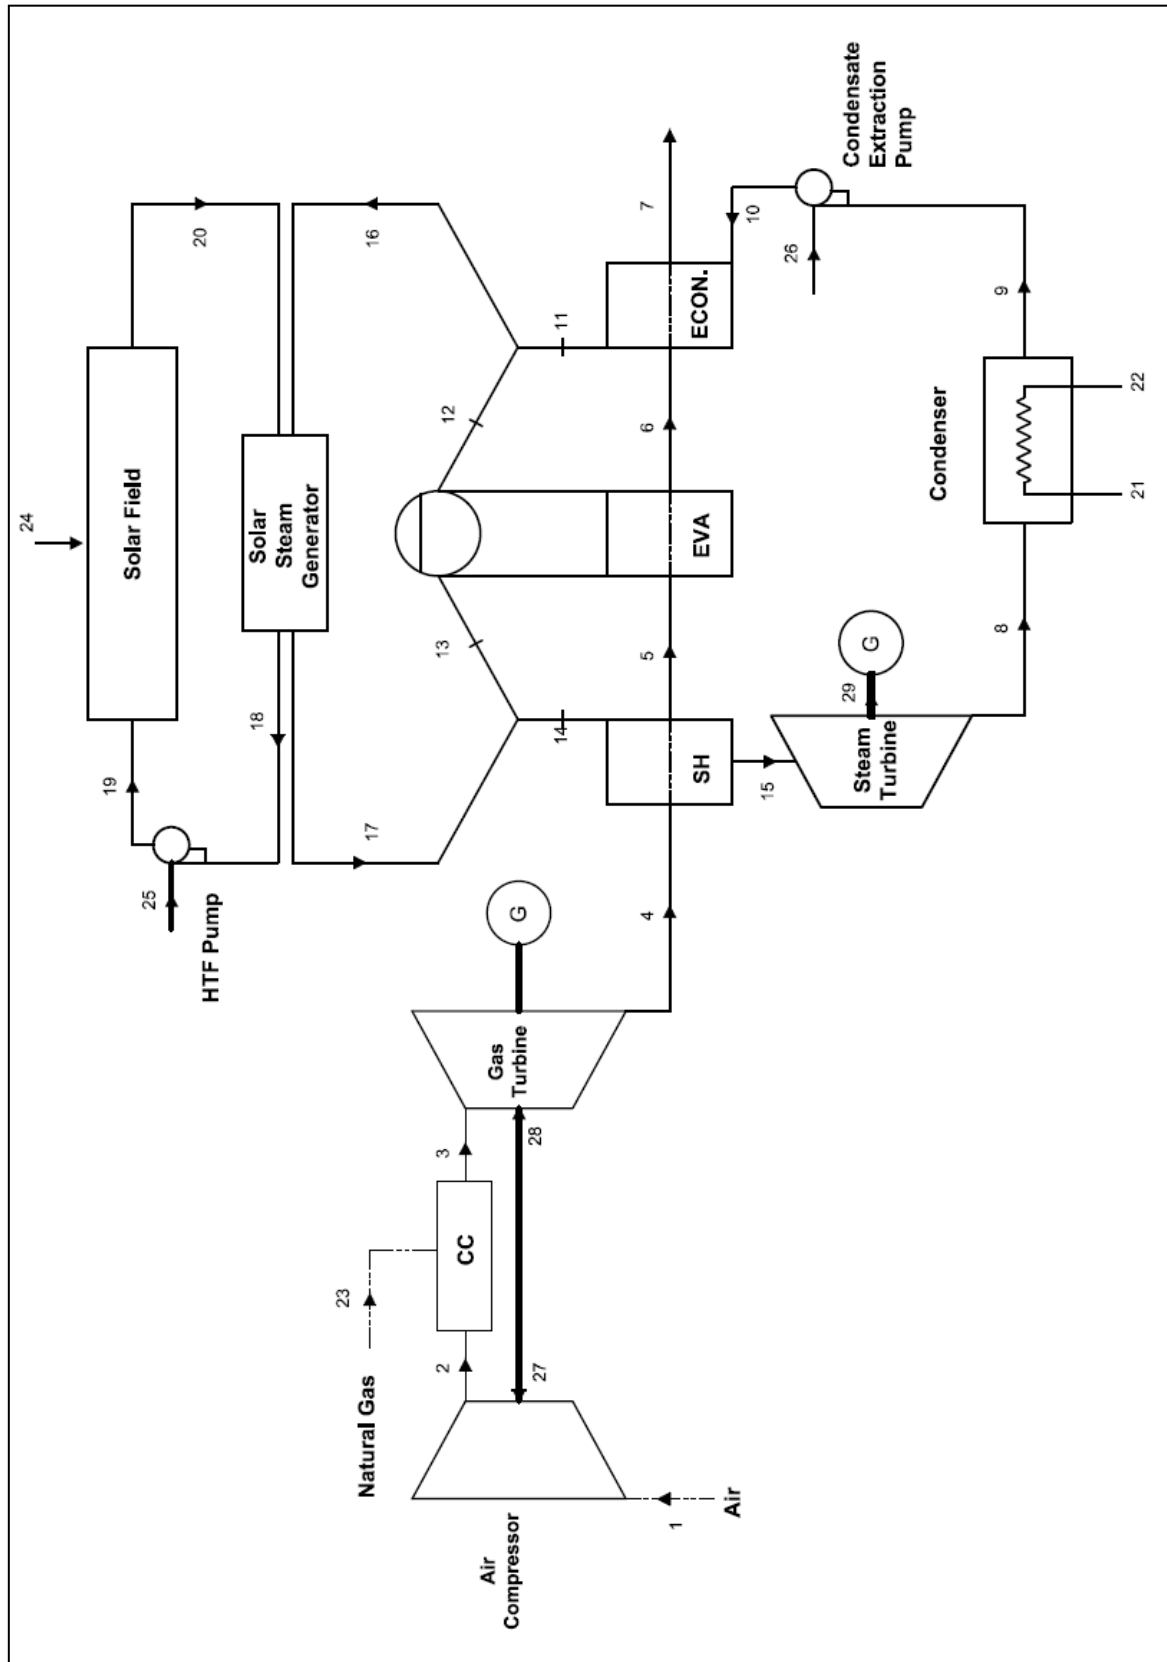 24
Solar Field
20
19
Solar
Steam
Generator
18
25
HTF Pump
16
17
12
13
11
14
Condensate
Extraction
Pump
10
26
7
ECON.
6
EVA
5
SH
4
15
9
22
Condenser
21
8
G
29
Steam
Turbine
G
Gas
Turbine
28
3
CC
23
Natural Gas
2
27
Air
Compressor
1
Air